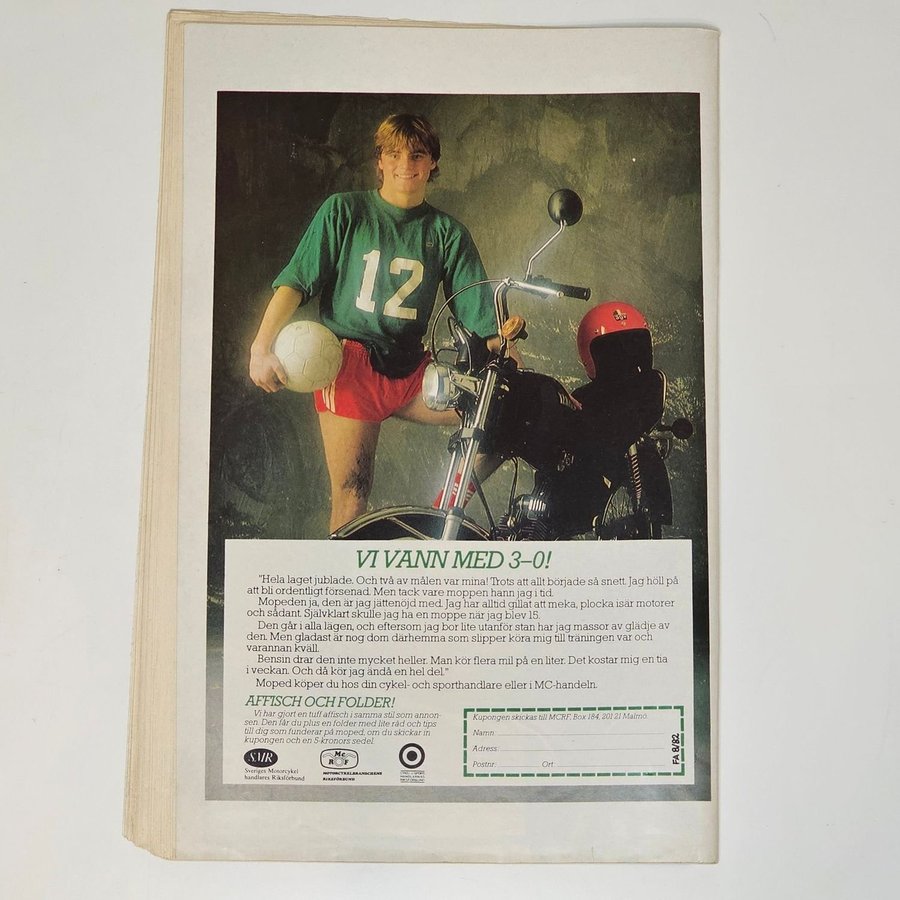 12
VI VANN MED 3–0!
"Hela laget jublade. Och två av målen var mina! Trots att allt började så snett. Jag höll på
att bli ordentligt försenad. Men tack vare moppen hann jag i tid.
Mopeden ja, den är jag jättenöjd med. Jag har alltid gillat att meka, plocka isär motorer
och sådant. Självklart skulle jag ha en moppe när jag blev 15.
Den går i alla lägen, och eftersom jag bor lite utanför stan har jag massor av glädje av
den. Men gladast är nog dom därhemma som slipper köra mig till träningen var och
varannan kväll.
Bensin drar den inte mycket heller. Man kör flera mil på en liter. Det kostar mig en tia
i veckan. Och då kör jag ändå en hel del."
Moped köper du hos din cykel- och sporthandlare eller i MC-handeln.
AFFISCH OCH FOLDER!
Vi har gjort en tuff affisch i samma stil som annon-
sen. Den får du plus en folder med lite råd och tips
till dig som funderar på moped, om du skickar in
kupongen och en 5-kronors sedel.
SMR
Sveriges Motorcykel
handlares Riksförbund
MC
RF
MOTORCYKELBRANSCHENS
RIKSFÖRBUND
Kupongen skickas till MCRF, Box 184, 201 21 Malmö.
Namn
Adress:
Postnr: Ort:
FA 8/82